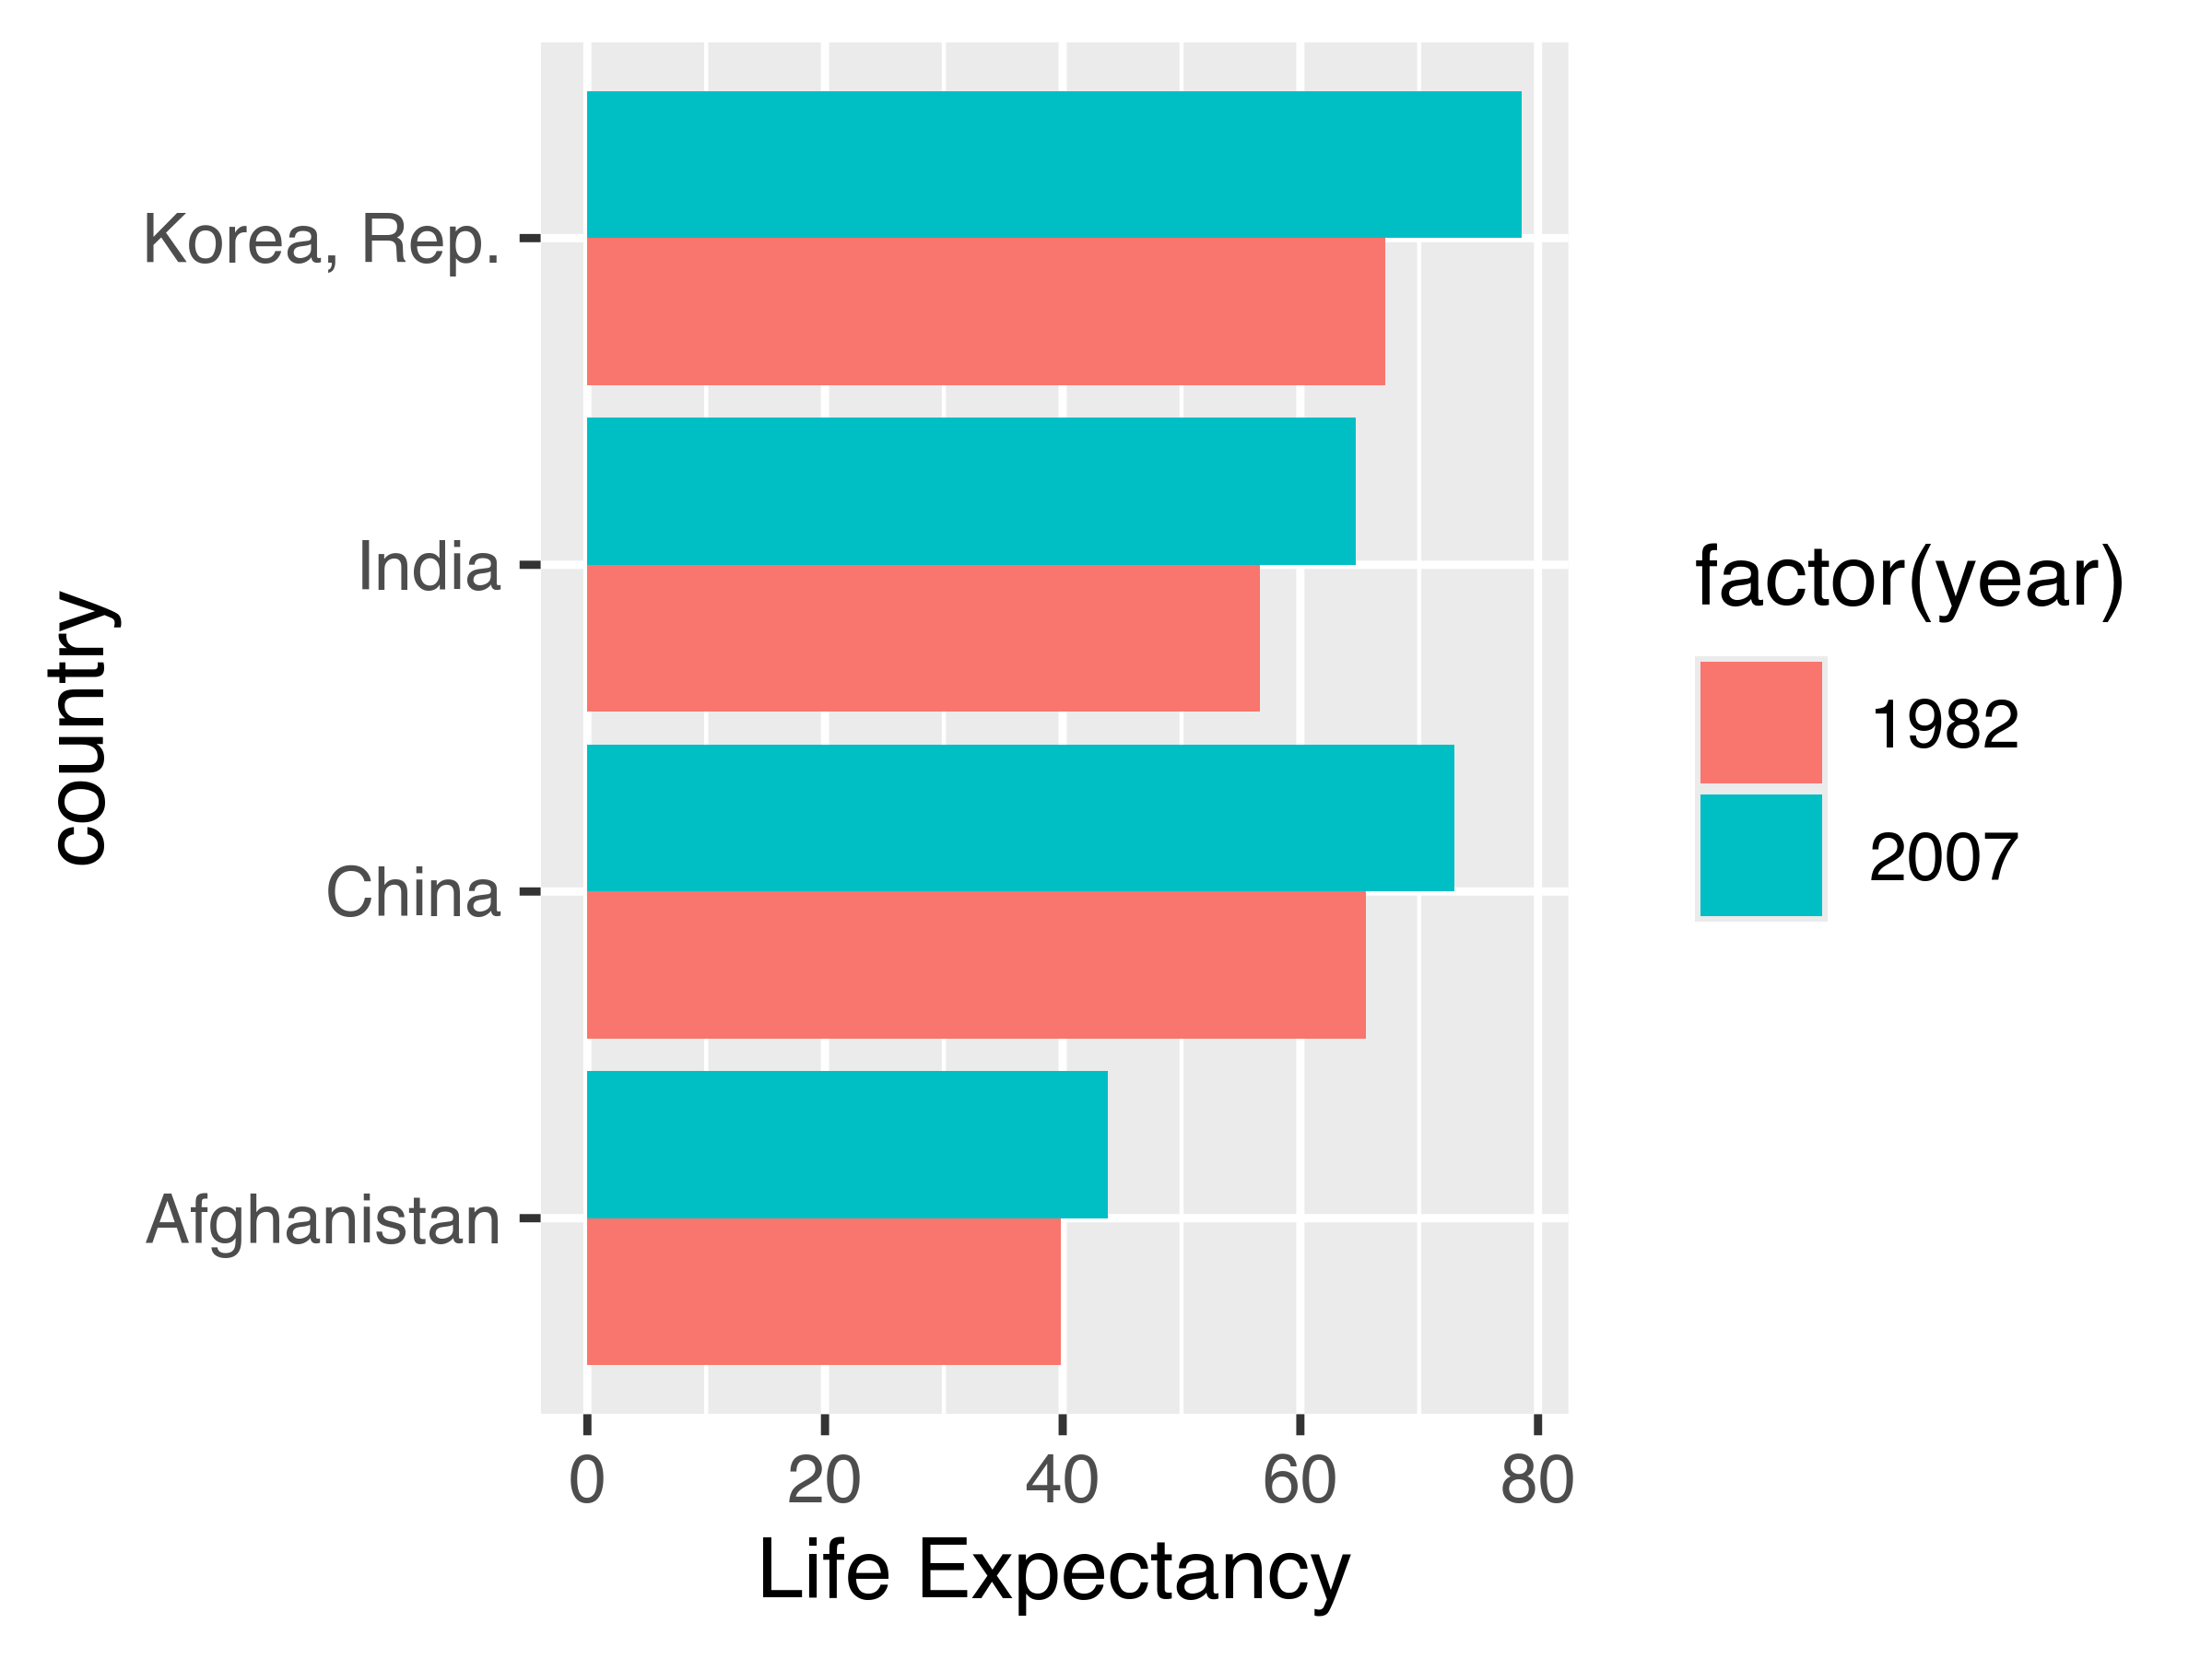 country
Korea, Rep.
India
China
Afghanistan
0 20 40 60 80
Life Expectancy
factor(year)
1982
2007